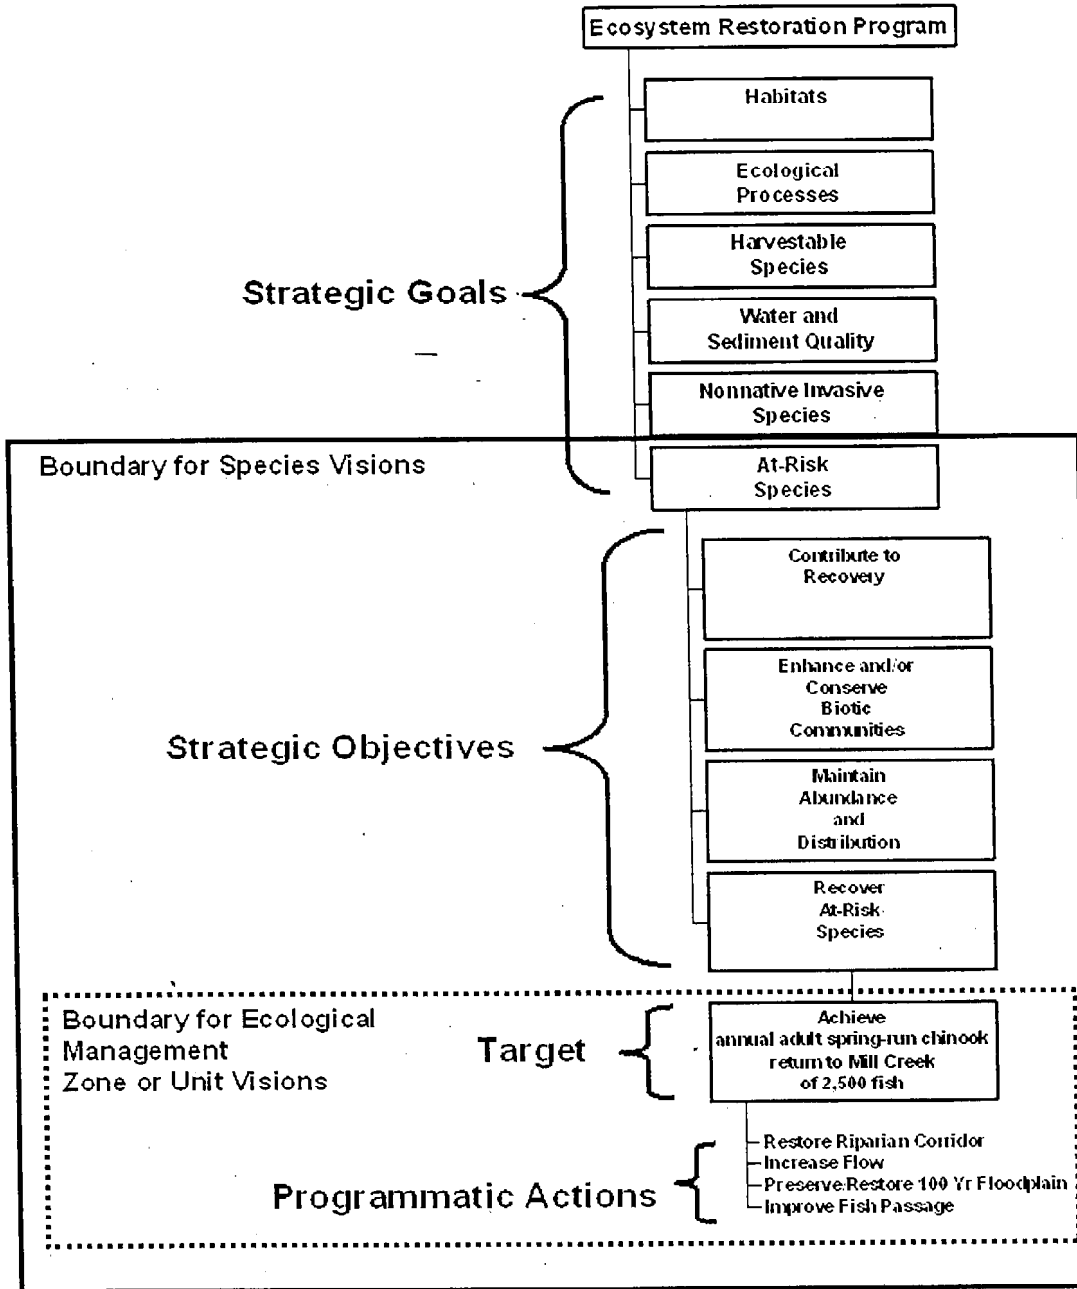 Ecosystem Restoration Program
Habitats
Ecological
Processes
Harvestable
Species
Strategic Goals
Water and
Sediment Quality
Nonnative Invasive
Species
Boundary for Species Visions
At-Risk
Species
Contribute to
Recovery
Enhance and/or
Conserve
Biotic
Communities
Strategic Objectives
Maintain
Abundance
and
Distribution
Recover
At-Risk
Species
Boundary for Ecological
Management
Zone or Unit Visions
Target
Achieve
annual adult spring-run chinook
return to Mill Creek
of 2,500 fish
Programmatic Actions
Restore Riparian Corridor
Increase Flow
Preserve/Restore 100 Yr Floodplain
Improve Fish Passage